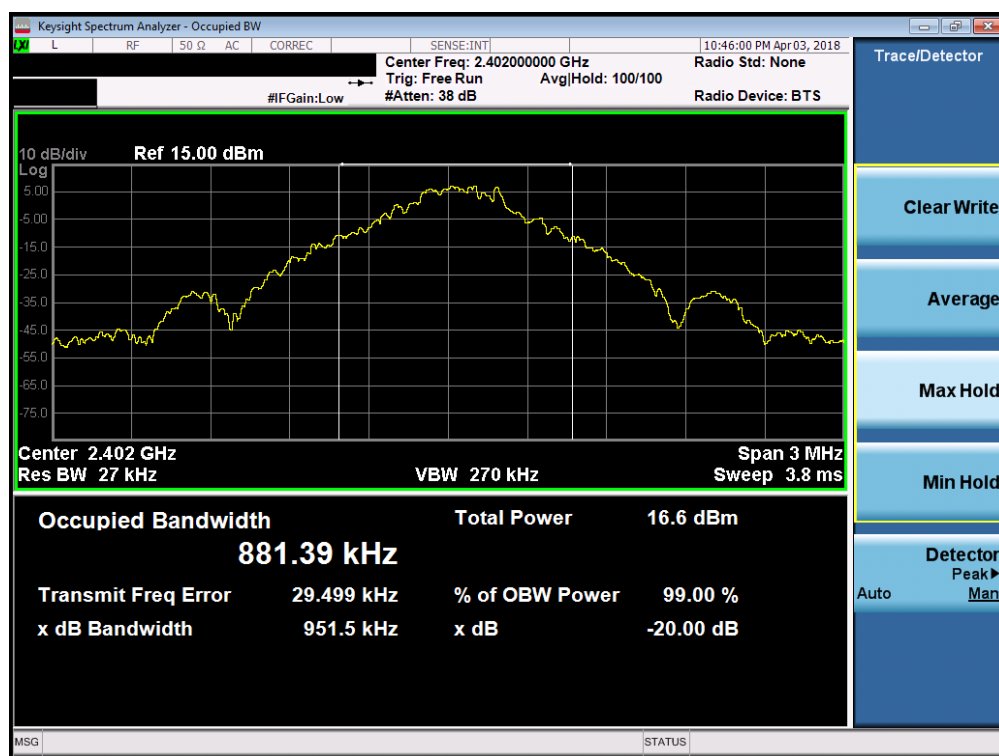 Keysight Spectrum Analyzer - Occupied BW
LXI L RF 50 Ω AC CORREC SENSE:INT 10:46:00 PM Apr 03, 2018
Center Freq: 2.402000000 GHz Radio Std: None
Trig: Free Run Avg|Hold: 100/100
#IFGain:Low #Atten: 38 dB Radio Device: BTS
10 dB/div Ref 15.00 dBm
Log
5.00
-5.00
-15.0
-25.0
-35.0
-45.0
-55.0
-65.0
-75.0
Center 2.402 GHz Span 3 MHz
Res BW 27 kHz VBW 270 kHz Sweep 3.8 ms
Occupied Bandwidth Total Power 16.6 dBm
881.39 kHz
Transmit Freq Error 29.499 kHz % of OBW Power 99.00 %
x dB Bandwidth 951.5 kHz x dB -20.00 dB
MSG STATUS
Trace/Detector
Clear Write
Average
Max Hold
Min Hold
Detector
Peak▶
Auto Man